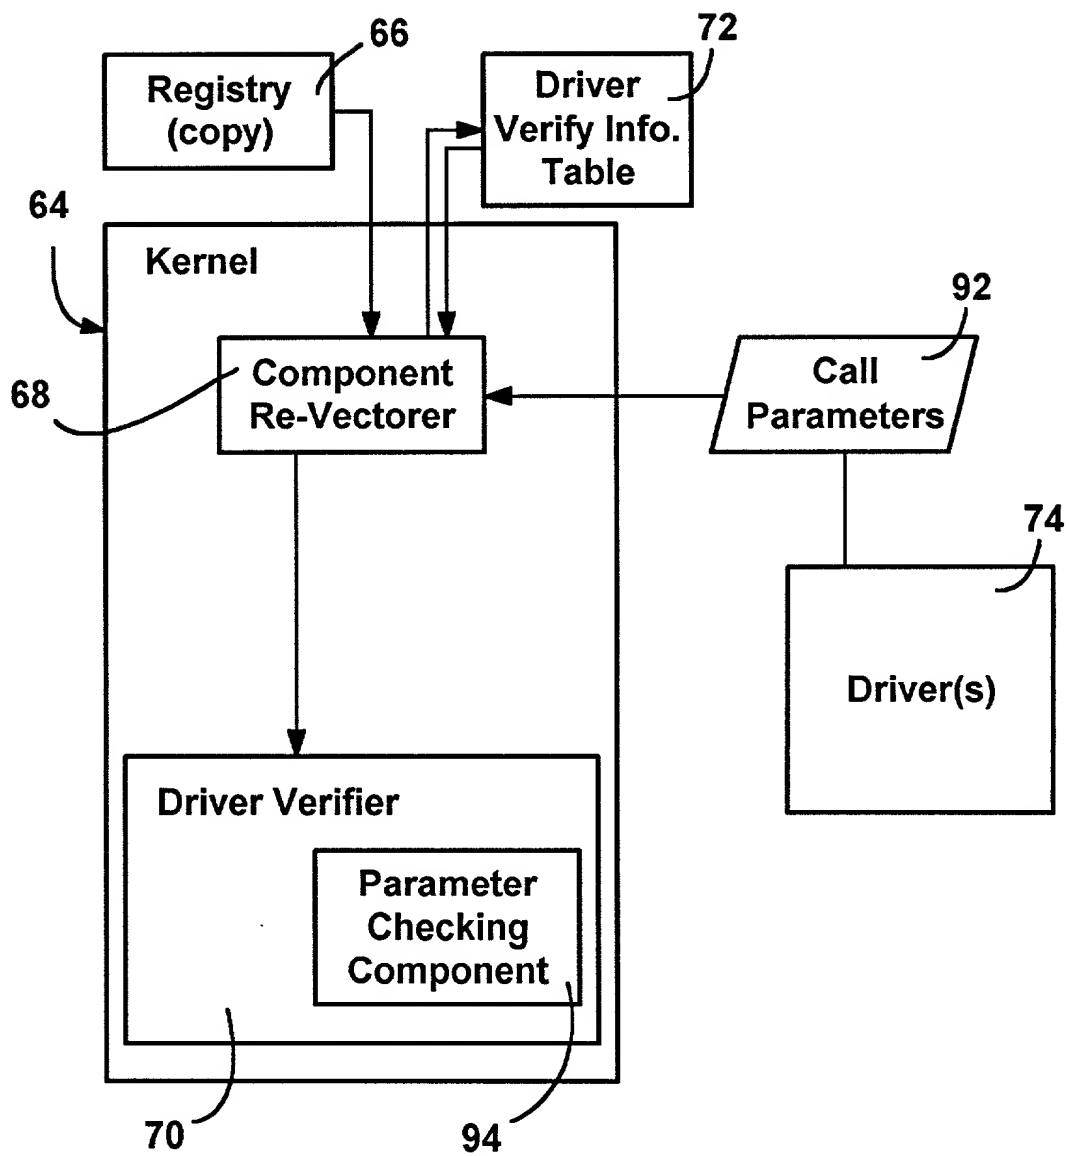 66
72
Registry
(copy)
Driver
Verify Info.
Table
64
Kernel
92
68
Component
Re-Vectorer
Call
Parameters
74
Driver(s)
Driver Verifier
Parameter
Checking
Component
70
94